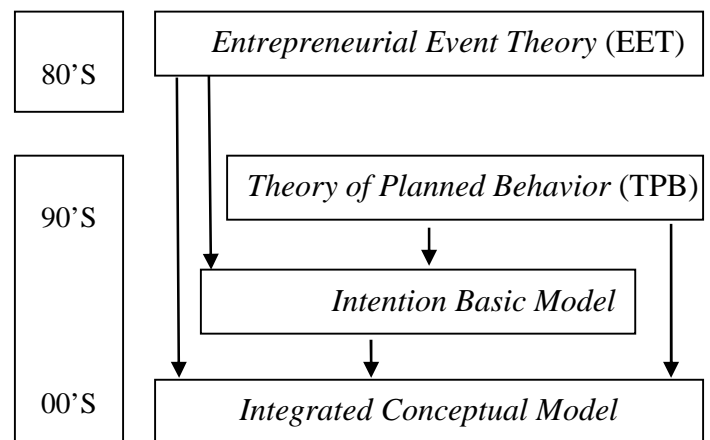 Entrepreneurial Event Theory (EET)
80’S
Theory of Planned Behavior (TPB)
90’S
Intention Basic Model
00’S
Integrated Conceptual Model